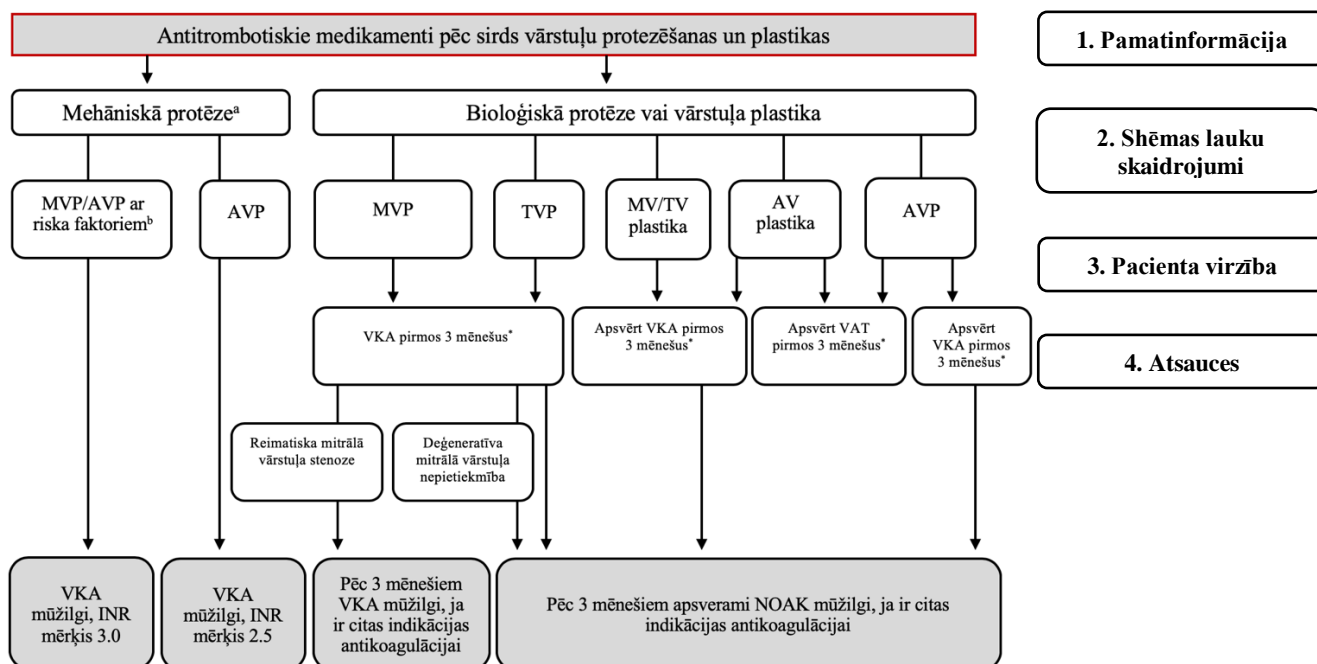 Antitrombotiskie medikamenti pēc sirds vārstuļu protezēšanas un plastikas
Mehāniskā protēzeᵃ
Bioloģiskā protēze vai vārstuļa plastika
MVP/AVP ar
riska faktoriemᵇ
AVP
MVP
TVP
MV/TV
plastika
AV
plastika
AVP
VKA pirmos 3 mēnešus*
Apsvērt VKA pirmos
3 mēnešus*
Apsvērt VAT
pirmos 3 mēnešus*
Apsvērt
VKA pirmos
3 mēnešus*
Reimatiska mitrālā
vārstuļa stenoze
Deģeneratīva
mitrālā vārstuļa
nepietiekmība
VKA
mūžilgi, INR
mērķis 3.0
VKA
mūžilgi, INR
mērķis 2.5
Pēc 3 mēnešiem
VKA mūžilgi, ja
ir citas indikācijas
antikoagulācijai
Pēc 3 mēnešiem apsverami NOAK mūžilgi, ja ir citas
indikācijas antikoagulācijai
1. Pamatinformācija
2. Shēmas lauku
skaidrojumi
3. Pacienta virzība
4. Atsauces